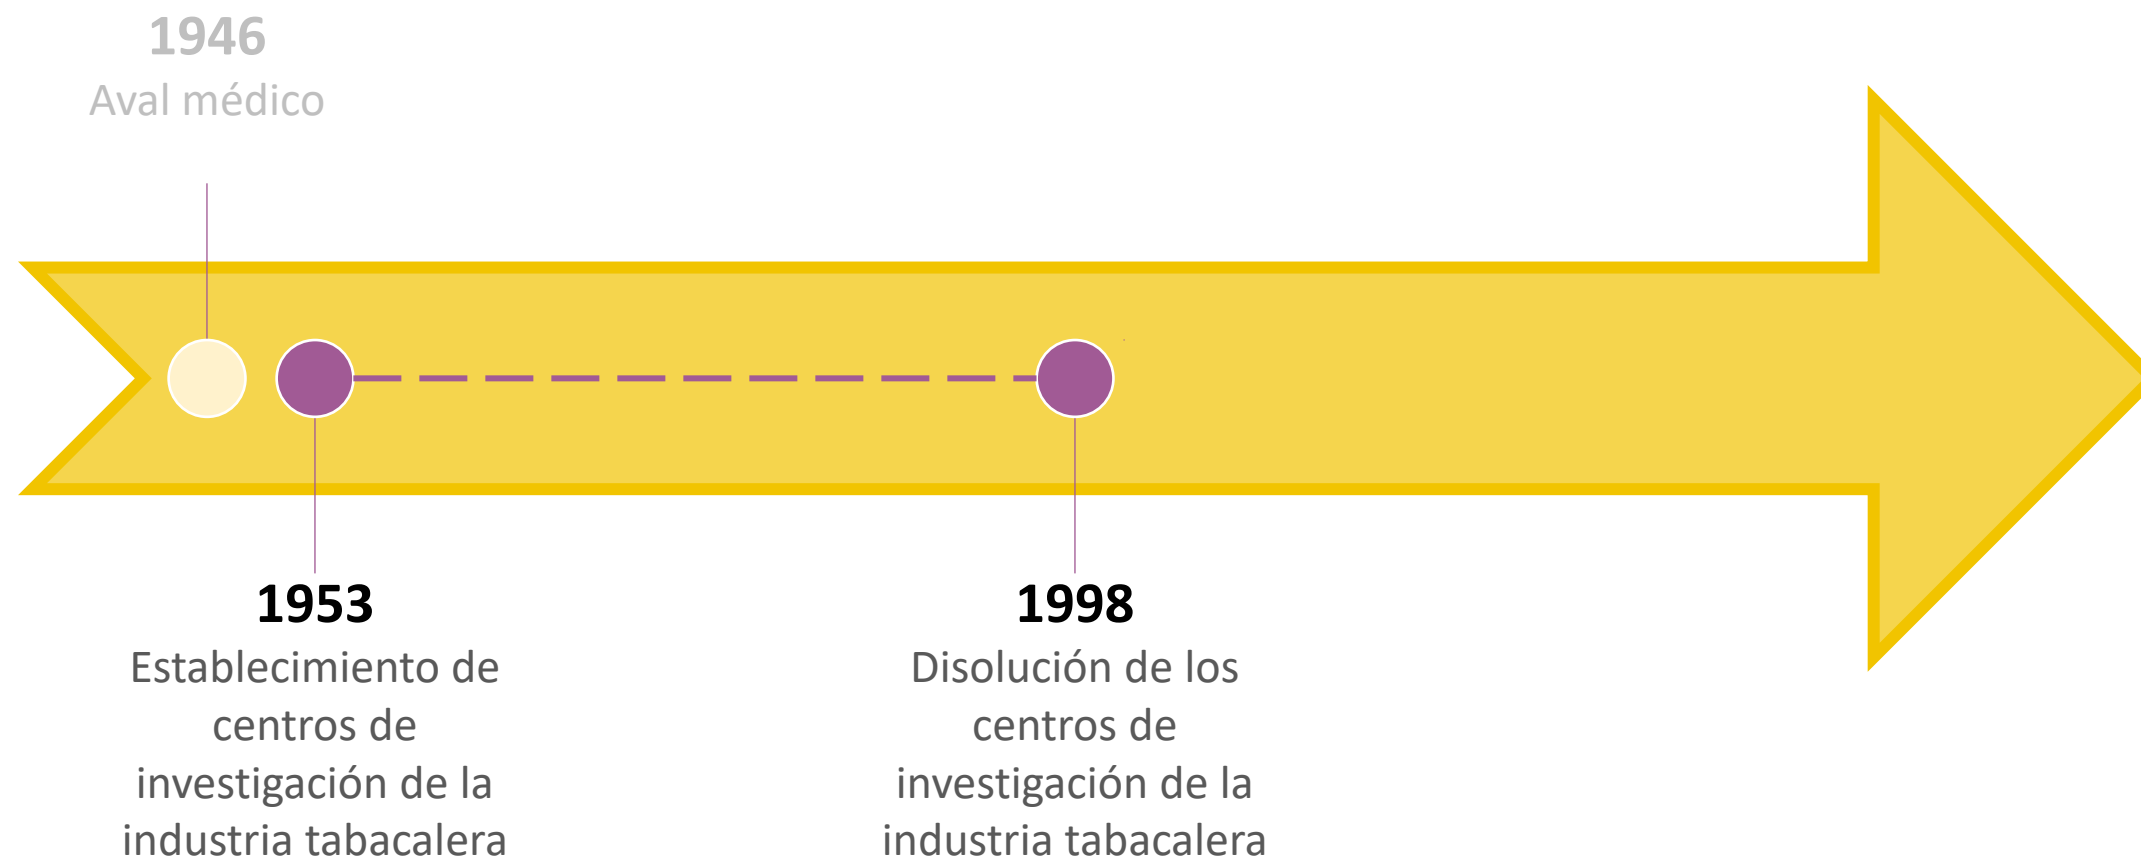 1946
Aval médico
1953
Establecimiento de
centros de
investigación de la
industria tabacalera
1998
Disolución de los
centros de
investigación de la
industria tabacalera